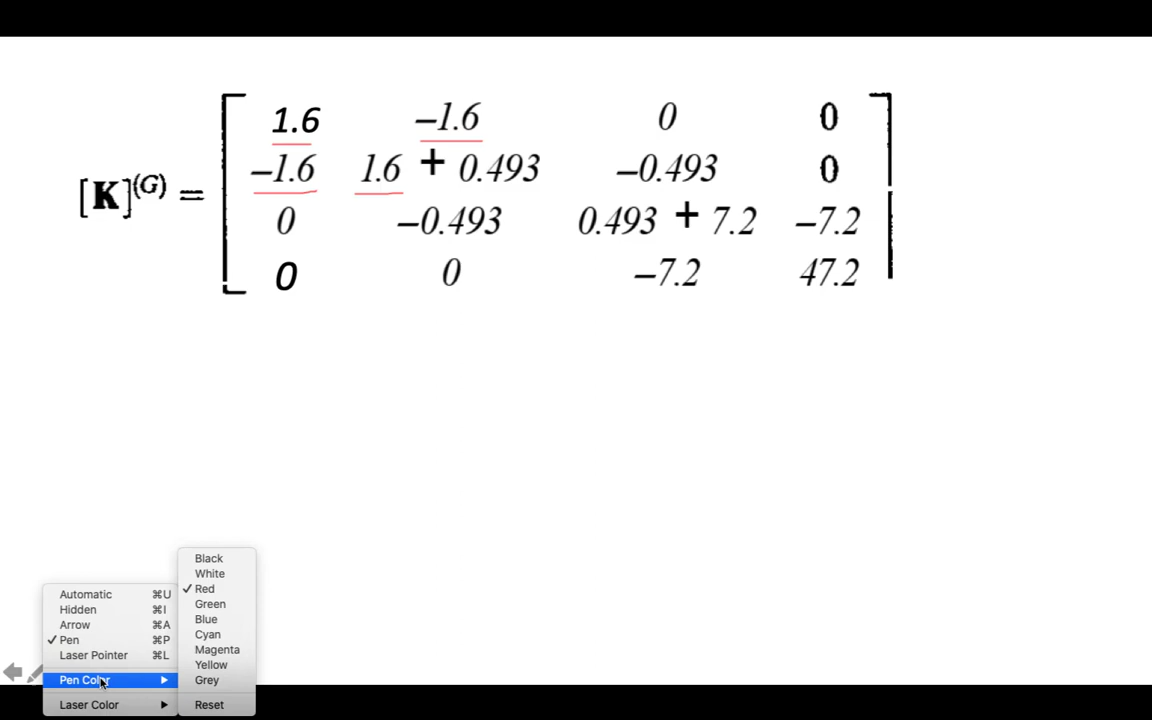 1.6 −1.6 0 0
[K](G) = −1.6 1.6 + 0.493 −0.493 0
0 −0.493 0.493 + 7.2 −7.2
0 0 −7.2 47.2
Black
White
✓ Red
Green
Blue
Cyan
Magenta
Yellow
Grey
Reset
Automatic ⌘U
Hidden ⌘I
Arrow ⌘A
✓ Pen ⌘P
Laser Pointer ⌘L
Pen Color
Laser Color